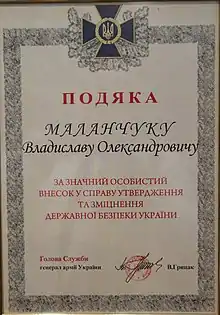 ПОДЯКА
МАЛАНЧУКУ
Владиславу Олександровичу
ЗА ЗНАЧНИЙ ОСОБИСТИЙ
ВНЕСОК У СПРАВУ УТВЕРДЖЕННЯ
ТА ЗМІЦНЕННЯ
ДЕРЖАВНОЇ БЕЗПЕКИ УКРАЇНИ
Голова Служби
генерал армії України В.Грицак